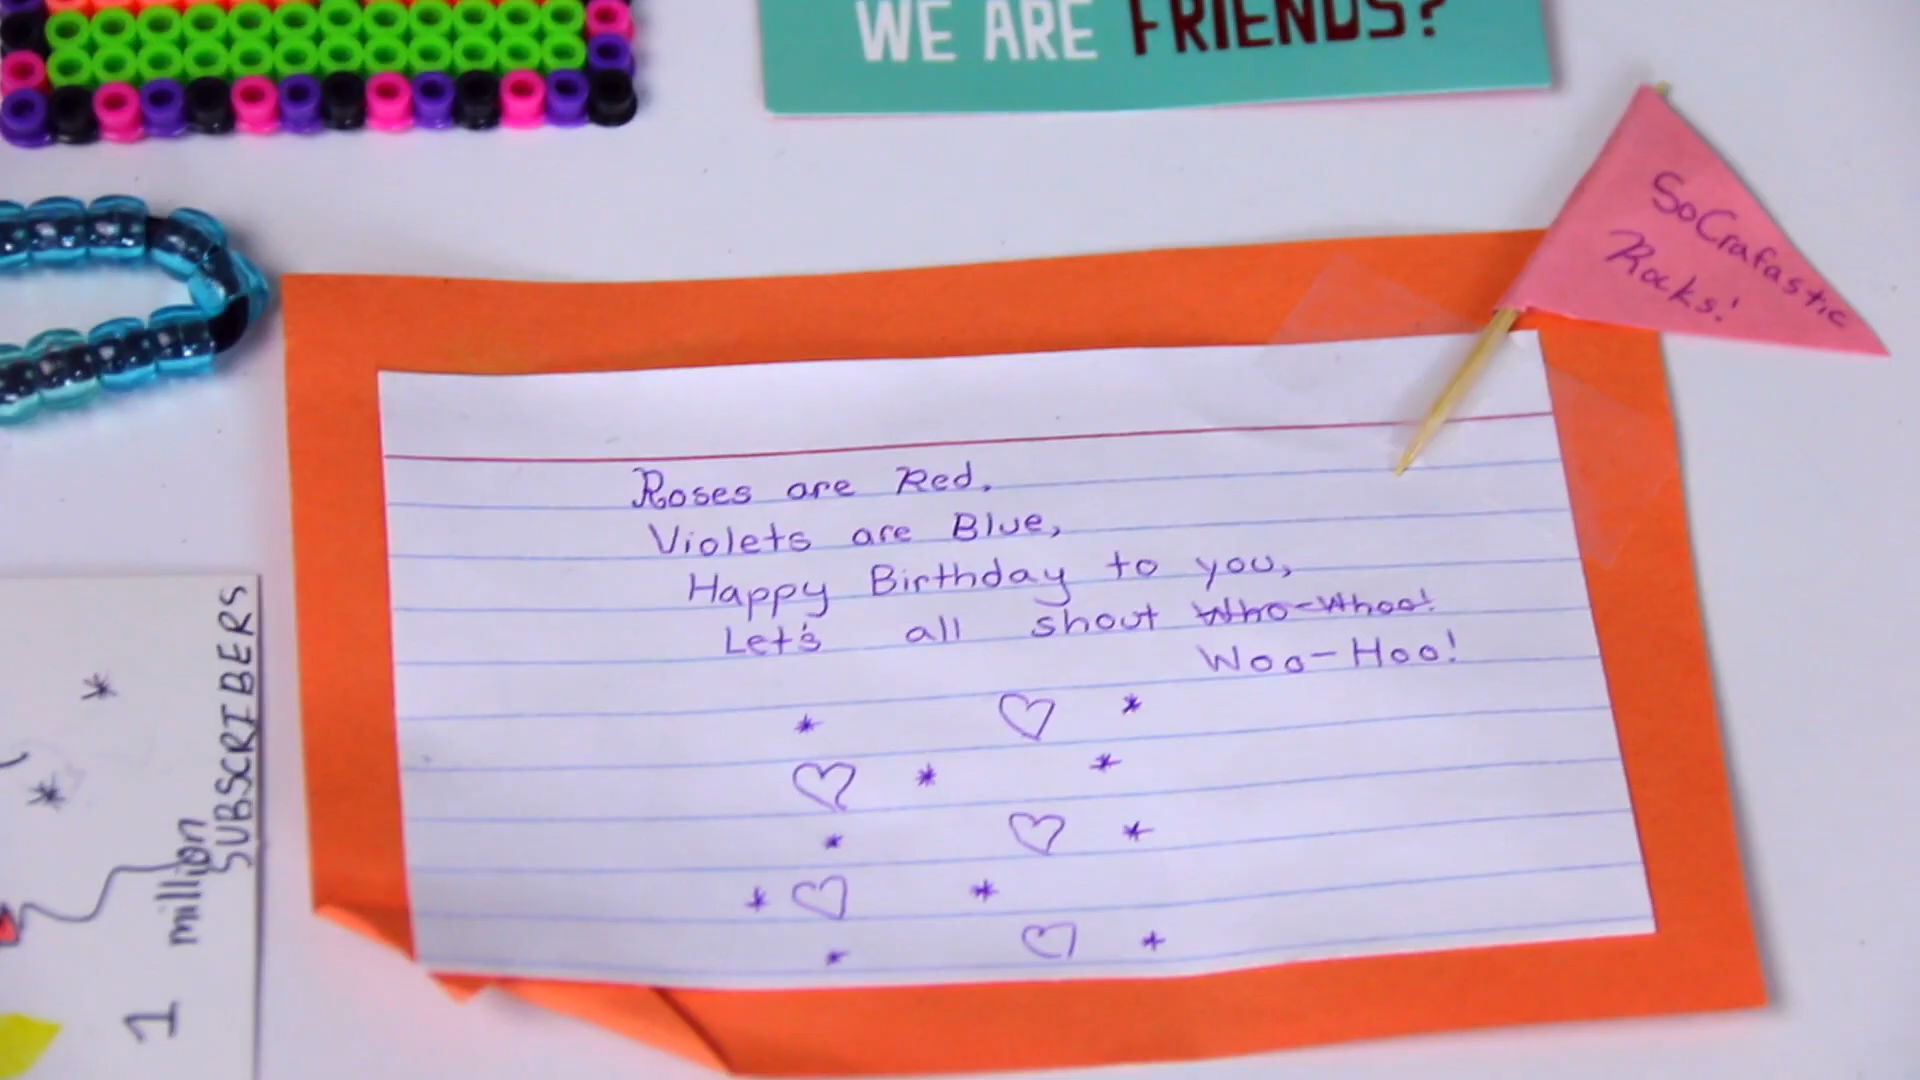 WE ARE FRIENDS?
SoCrafastic
Rocks!
Roses are Red,
Violets are Blue,
Happy Birthday to you,
Let's all shout Who-Whoo!
Woo-Hoo!
1 million
SUBSCRIBERS